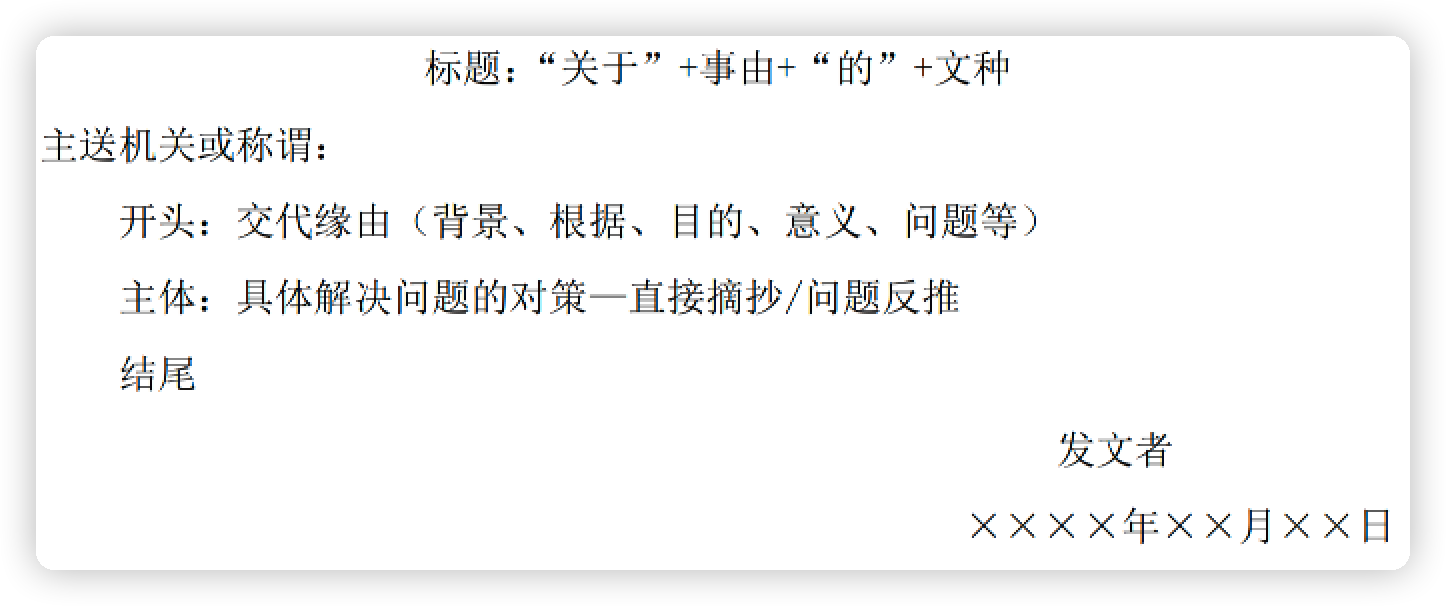 标题：“关于”+事由+“的”+文种
主送机关或称谓：
开头：交代缘由（背景、根据、目的、意义、问题等）
主体：具体解决问题的对策—直接摘抄/问题反推
结尾
发文者
××××年××月××日